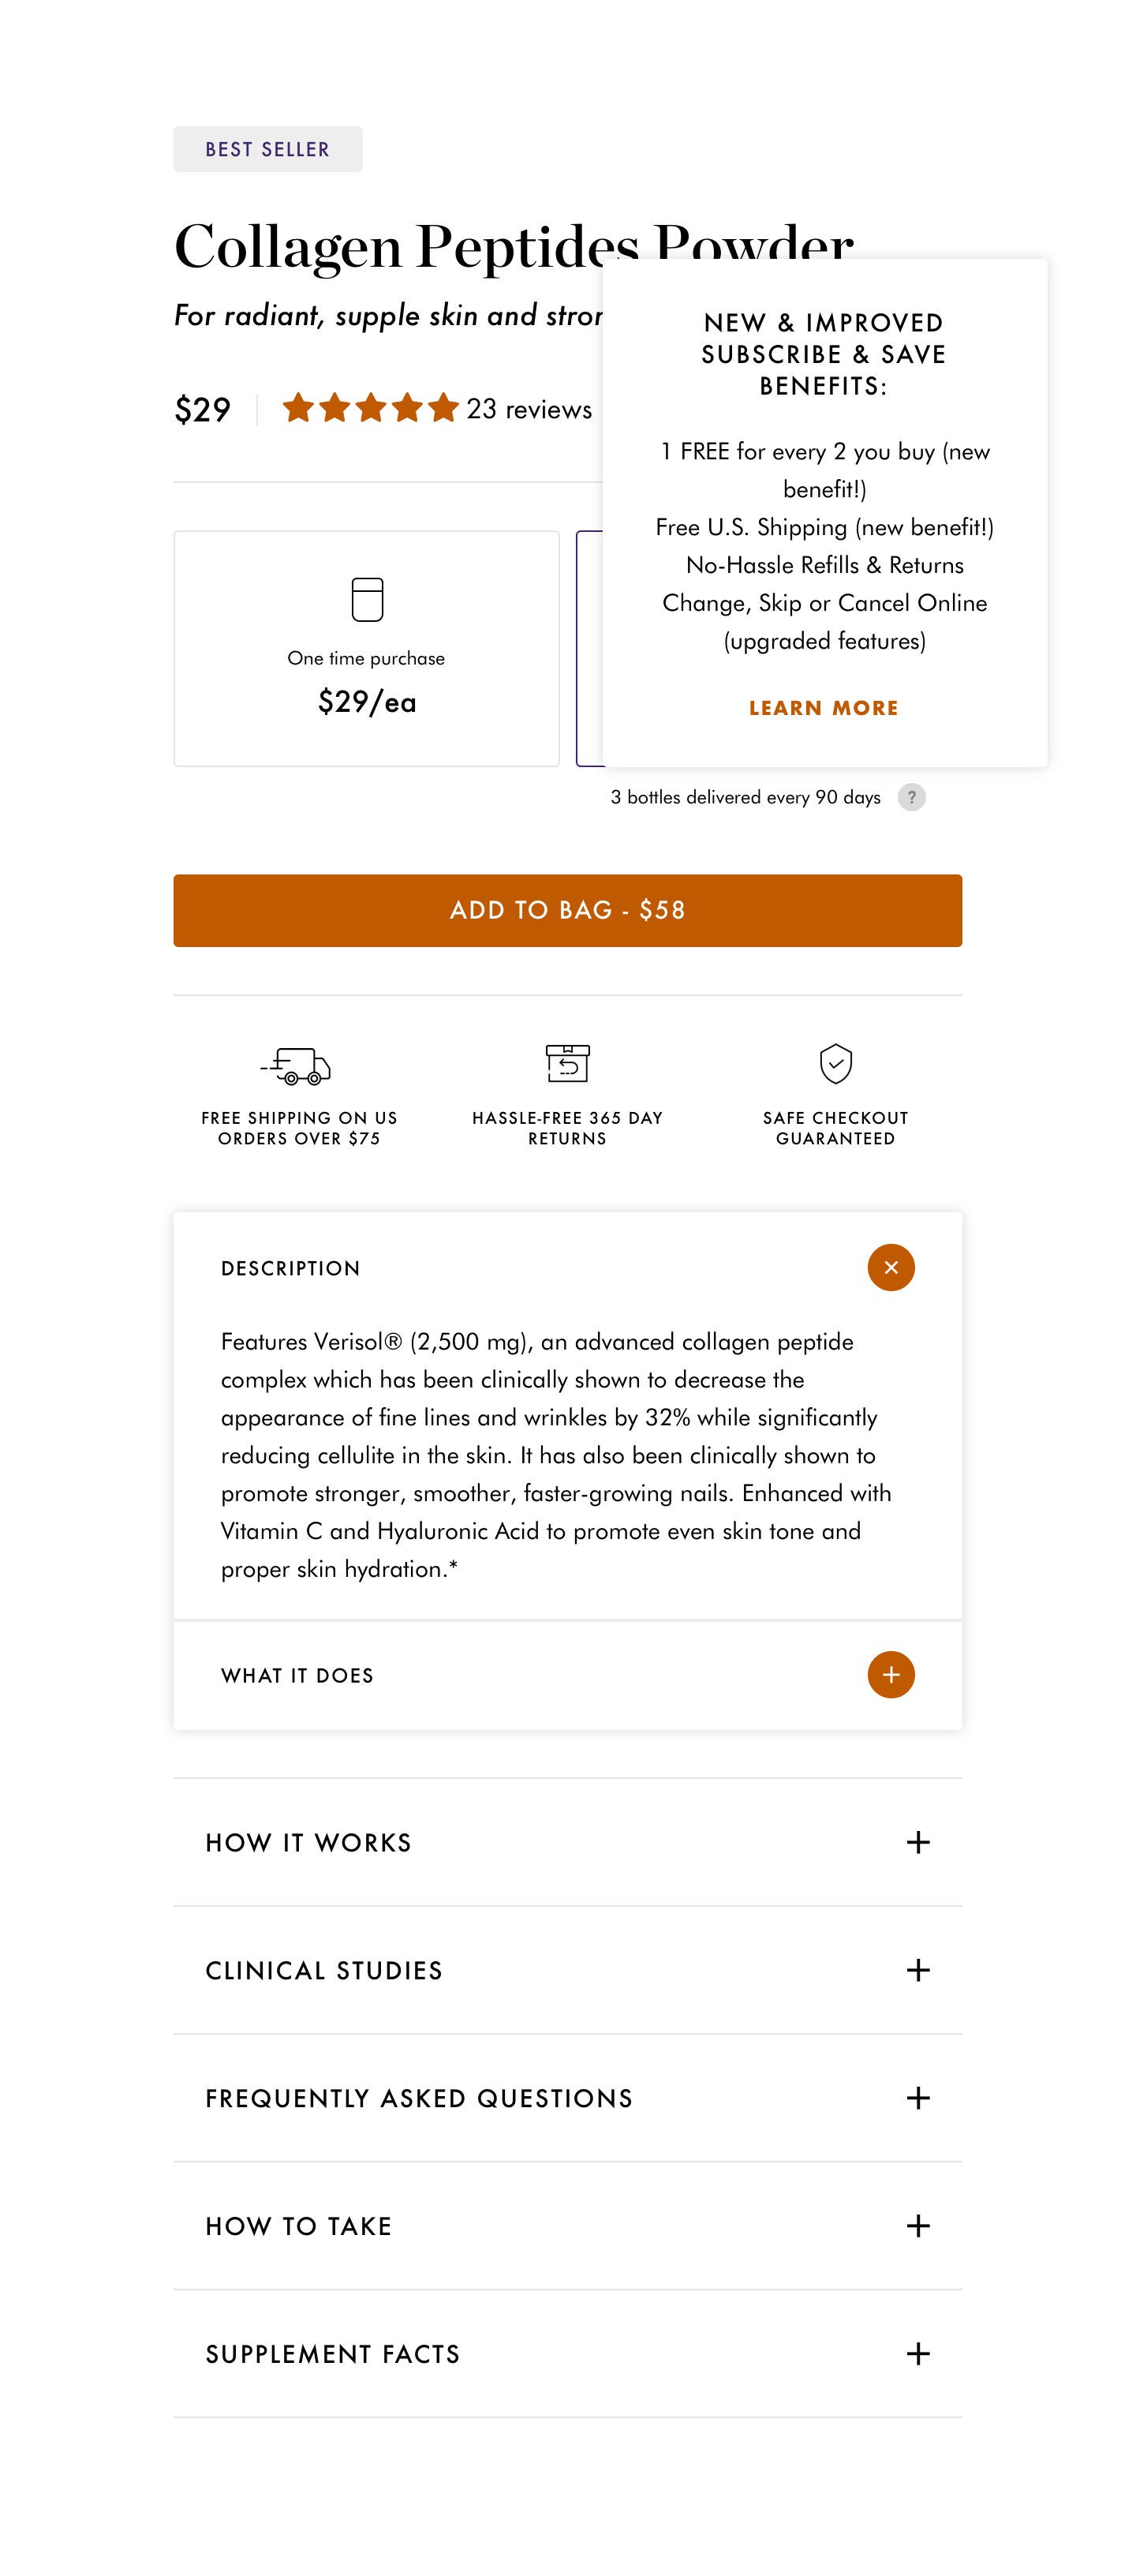 BEST SELLER
Collagen Peptides Powder
For radiant, supple skin and
$29
23 reviews
NEW & IMPROVED
SUBSCRIBE & SAVE
BENEFITS:
1 FREE for every 2 you buy (new
benefit!)
Free U.S. Shipping (new benefit!)
No-Hassle Refills & Returns
Change, Skip or Cancel Online
(upgraded features)
LEARN MORE
One time purchase
$29/ea
3 bottles delivered every 90 days ?
ADD TO BAG - $58
FREE SHIPPING ON US
ORDERS OVER $75
HASSLE-FREE 365 DAY
RETURNS
SAFE CHECKOUT
GUARANTEED
DESCRIPTION
Features Verisol® (2,500 mg), an advanced collagen peptide
complex which has been clinically shown to decrease the
appearance of fine lines and wrinkles by 32% while significantly
reducing cellulite in the skin. It has also been clinically shown to
promote stronger, smoother, faster-growing nails. Enhanced with
Vitamin C and Hyaluronic Acid to promote even skin tone and
proper skin hydration.*
WHAT IT DOES
HOW IT WORKS
CLINICAL STUDIES
FREQUENTLY ASKED QUESTIONS
HOW TO TAKE
SUPPLEMENT FACTS